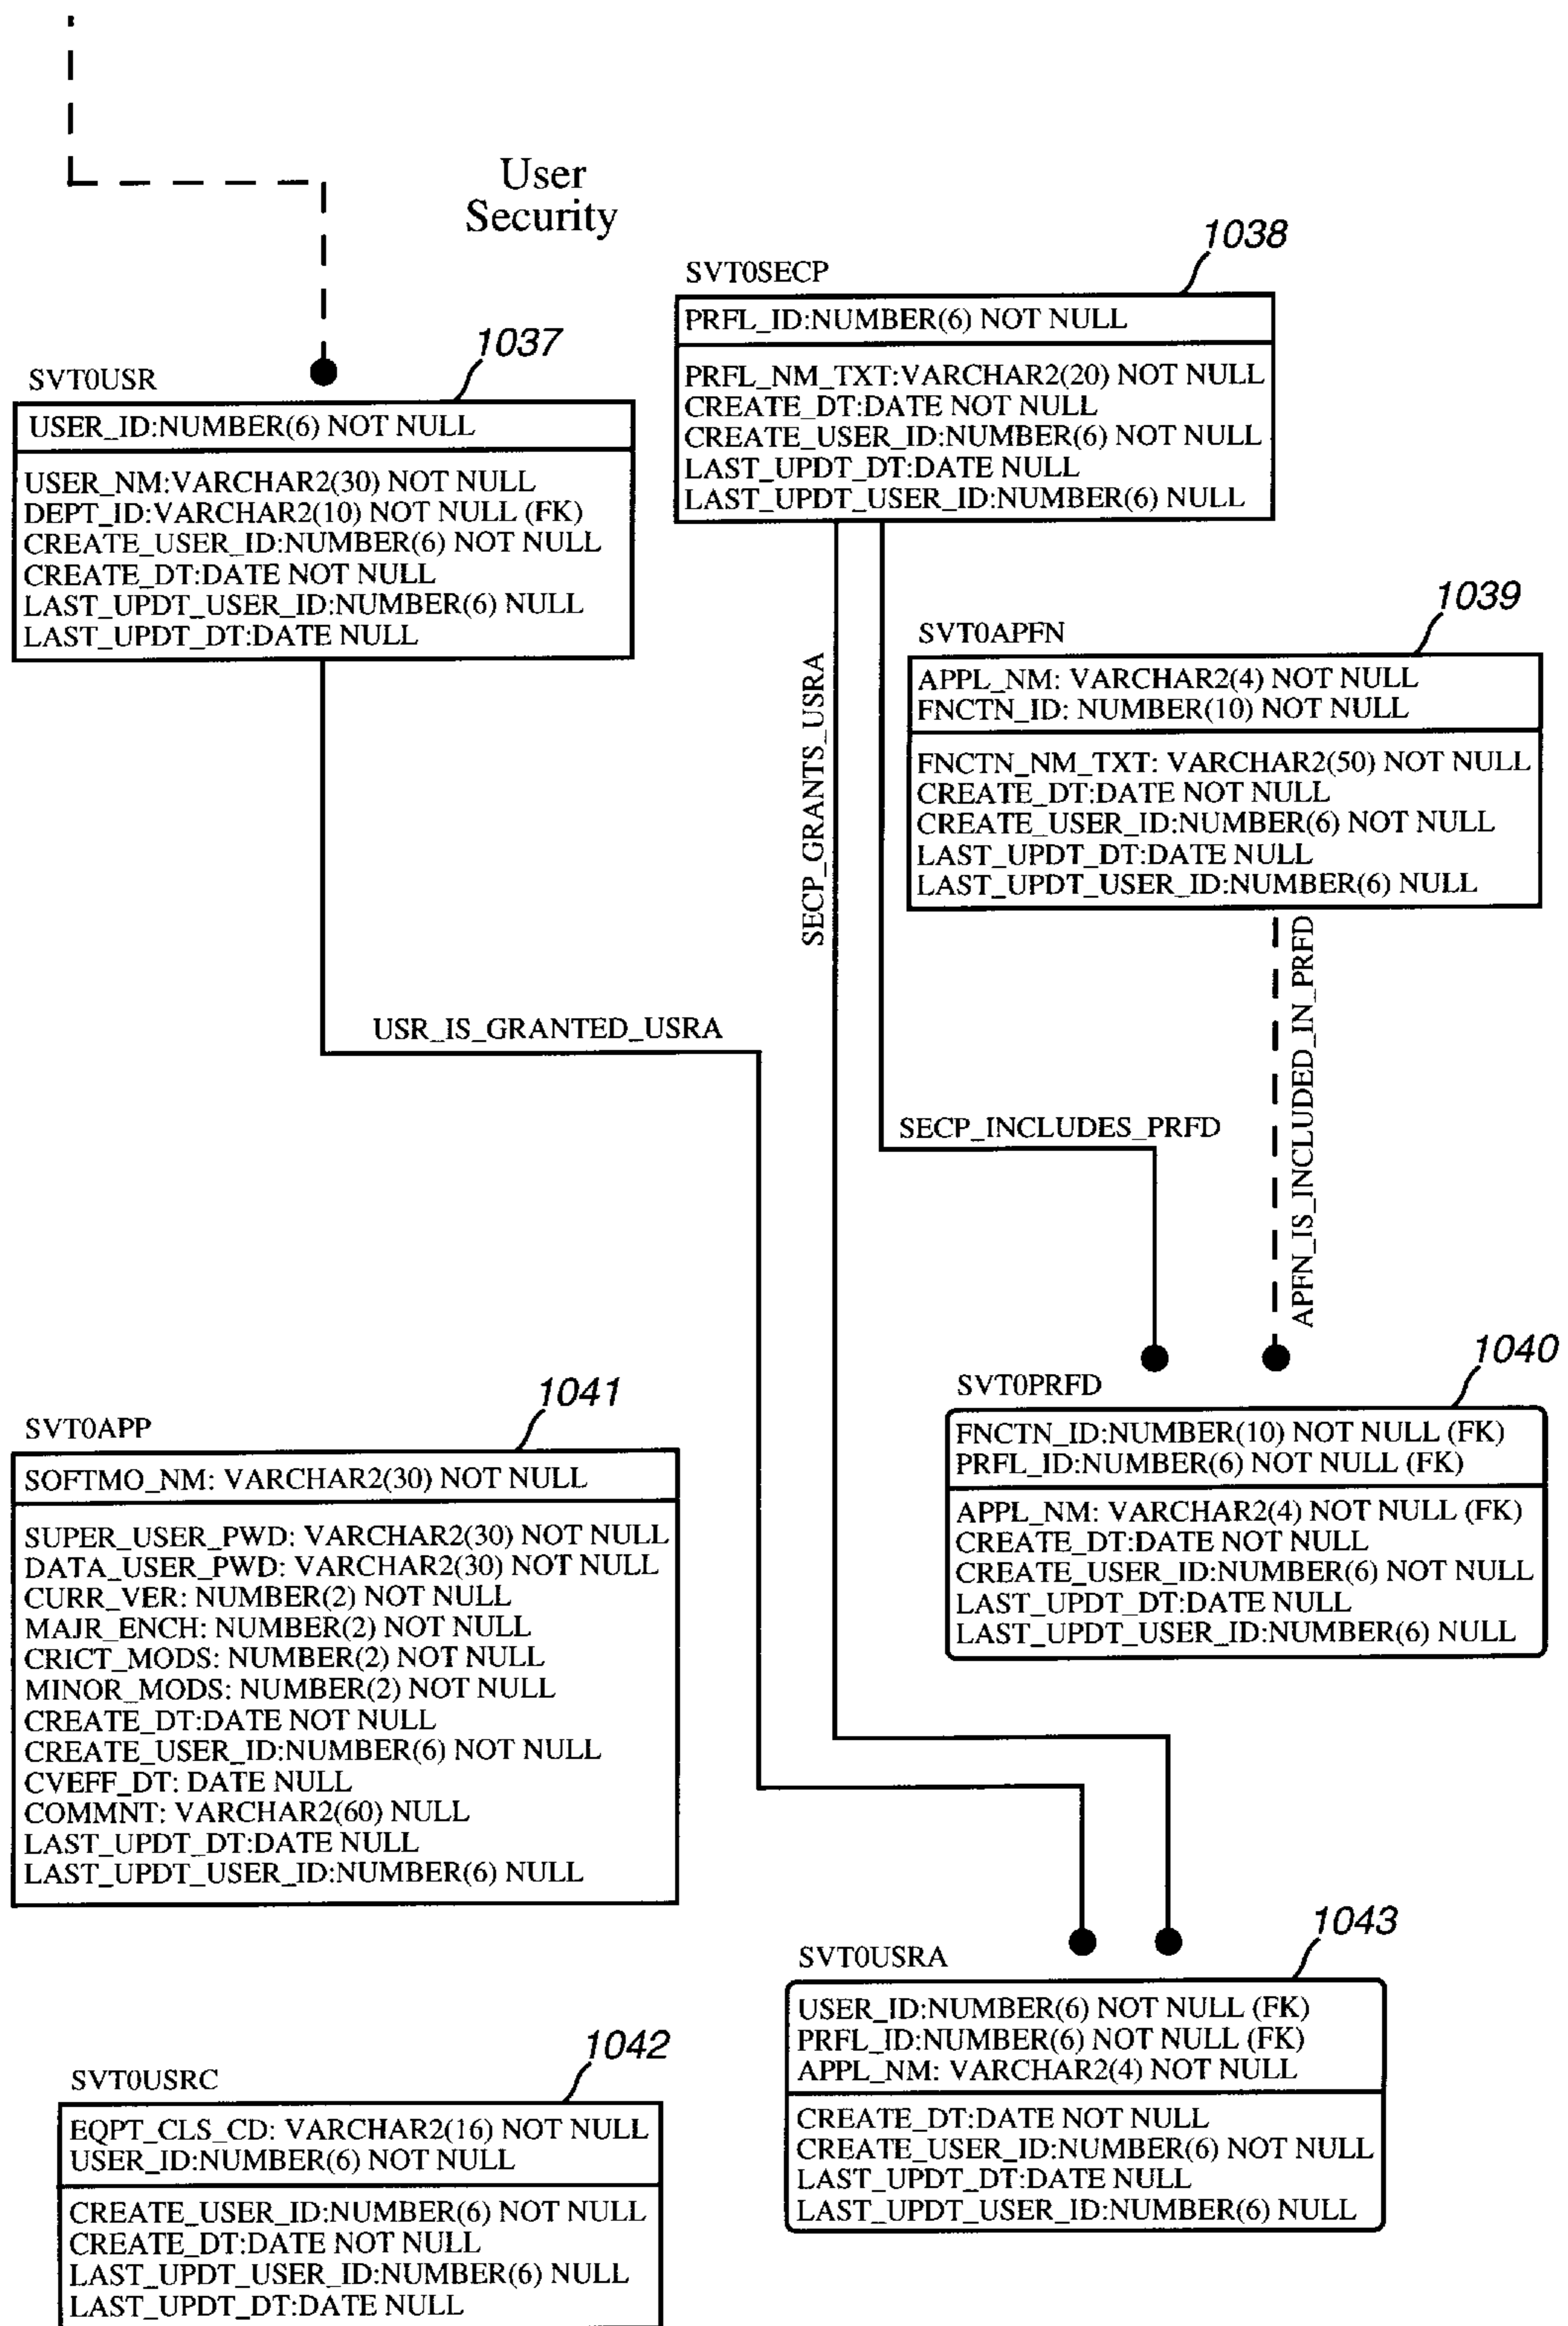 User
Security
1037
SVT0USR
USER_ID:NUMBER(6) NOT NULL
USER_NM:VARCHAR2(30) NOT NULL
DEPT_ID:VARCHAR2(10) NOT NULL (FK)
CREATE_USER_ID:NUMBER(6) NOT NULL
CREATE_DT:DATE NOT NULL
LAST_UPDT_USER_ID:NUMBER(6) NULL
LAST_UPDT_DT:DATE NULL
1038
SVT0SECP
PRFL_ID:NUMBER(6) NOT NULL
PRFL_NM_TXT:VARCHAR2(20) NOT NULL
CREATE_DT:DATE NOT NULL
CREATE_USER_ID:NUMBER(6) NOT NULL
LAST_UPDT_DT:DATE NULL
LAST_UPDT_USER_ID:NUMBER(6) NULL
1039
SVT0APFN
APPL_NM: VARCHAR2(4) NOT NULL
FNCTN_ID: NUMBER(10) NOT NULL
FNCTN_NM_TXT: VARCHAR2(50) NOT NULL
CREATE_DT:DATE NOT NULL
CREATE_USER_ID:NUMBER(6) NOT NULL
LAST_UPDT_DT:DATE NULL
LAST_UPDT_USER_ID:NUMBER(6) NULL
SECP_GRANTS_USRA
USR_IS_GRANTED_USRA
SECP_INCLUDES_PRFD
APFN_IS_INCLUDED_IN_PRFD
1040
SVT0PRFD
FNCTN_ID:NUMBER(10) NOT NULL (FK)
PRFL_ID:NUMBER(6) NOT NULL (FK)
APPL_NM: VARCHAR2(4) NOT NULL (FK)
CREATE_DT:DATE NOT NULL
CREATE_USER_ID:NUMBER(6) NOT NULL
LAST_UPDT_DT:DATE NULL
LAST_UPDT_USER_ID:NUMBER(6) NULL
1041
SVT0APP
SOFTMO_NM: VARCHAR2(30) NOT NULL
SUPER_USER_PWD: VARCHAR2(30) NOT NULL
DATA_USER_PWD: VARCHAR2(30) NOT NULL
CURR_VER: NUMBER(2) NOT NULL
MAJR_ENCH: NUMBER(2) NOT NULL
CRICT_MODS: NUMBER(2) NOT NULL
MINOR_MODS: NUMBER(2) NOT NULL
CREATE_DT:DATE NOT NULL
CREATE_USER_ID:NUMBER(6) NOT NULL
CVEFF_DT: DATE NULL
COMMNT: VARCHAR2(60) NULL
LAST_UPDT_DT:DATE NULL
LAST_UPDT_USER_ID:NUMBER(6) NULL
1043
SVT0USRA
USER_ID:NUMBER(6) NOT NULL (FK)
PRFL_ID:NUMBER(6) NOT NULL (FK)
APPL_NM: VARCHAR2(4) NOT NULL
CREATE_DT:DATE NOT NULL
CREATE_USER_ID:NUMBER(6) NOT NULL
LAST_UPDT_DT:DATE NULL
LAST_UPDT_USER_ID:NUMBER(6) NULL
1042
SVT0USRC
EQPT_CLS_CD: VARCHAR2(16) NOT NULL
USER_ID:NUMBER(6) NOT NULL
CREATE_USER_ID:NUMBER(6) NOT NULL
CREATE_DT:DATE NOT NULL
LAST_UPDT_USER_ID:NUMBER(6) NULL
LAST_UPDT_DT:DATE NULL